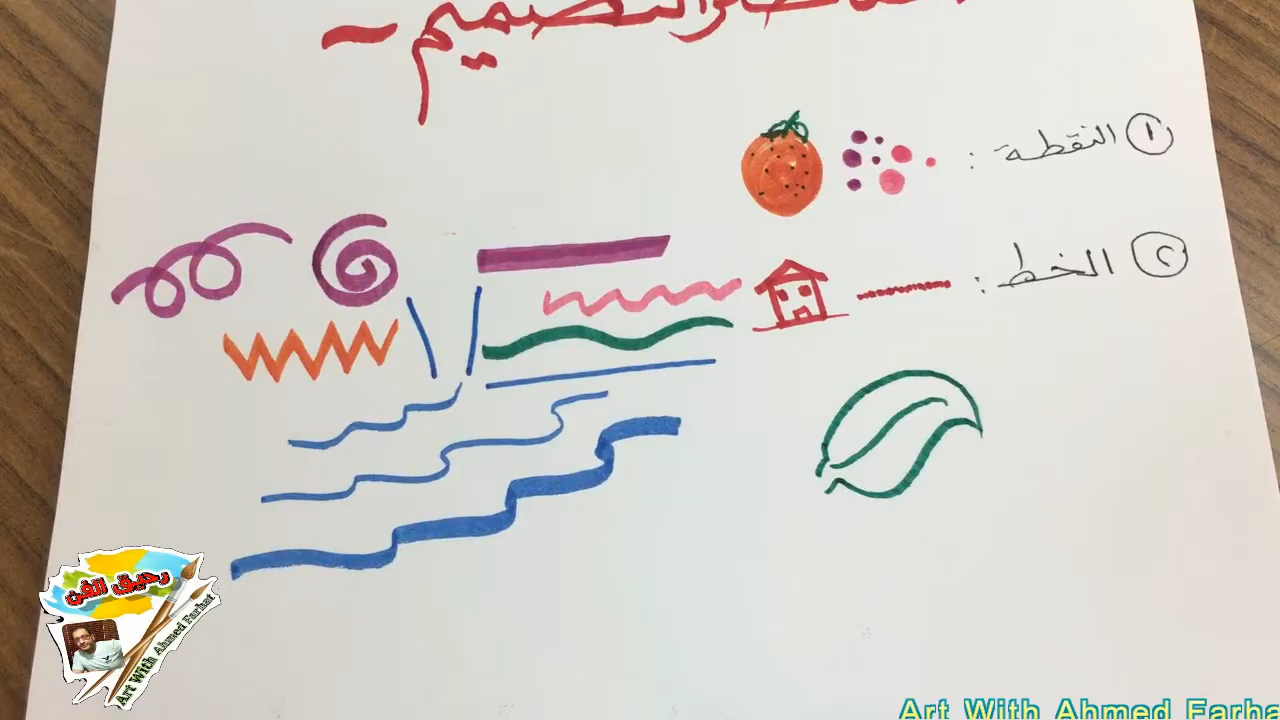 التصميم ~
١ النقطة :
٢ الخط :
رحيق الفن
Art With Ahmed Farhat
Art With Ahmed Farha